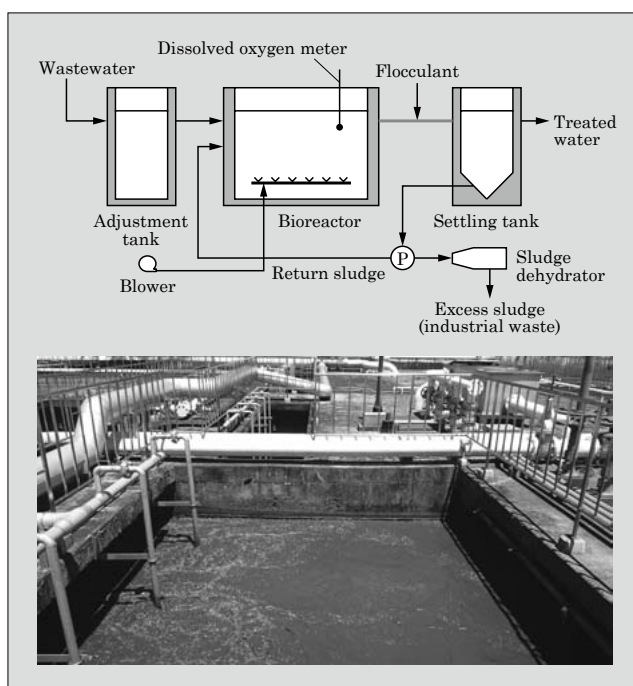 Dissolved oxygen meter
Wastewater
Flocculant
Treated
water
Adjustment
tank
Bioreactor
Settling tank
Blower
Return sludge
P
Sludge
dehydrator
Excess sludge
(industrial waste)